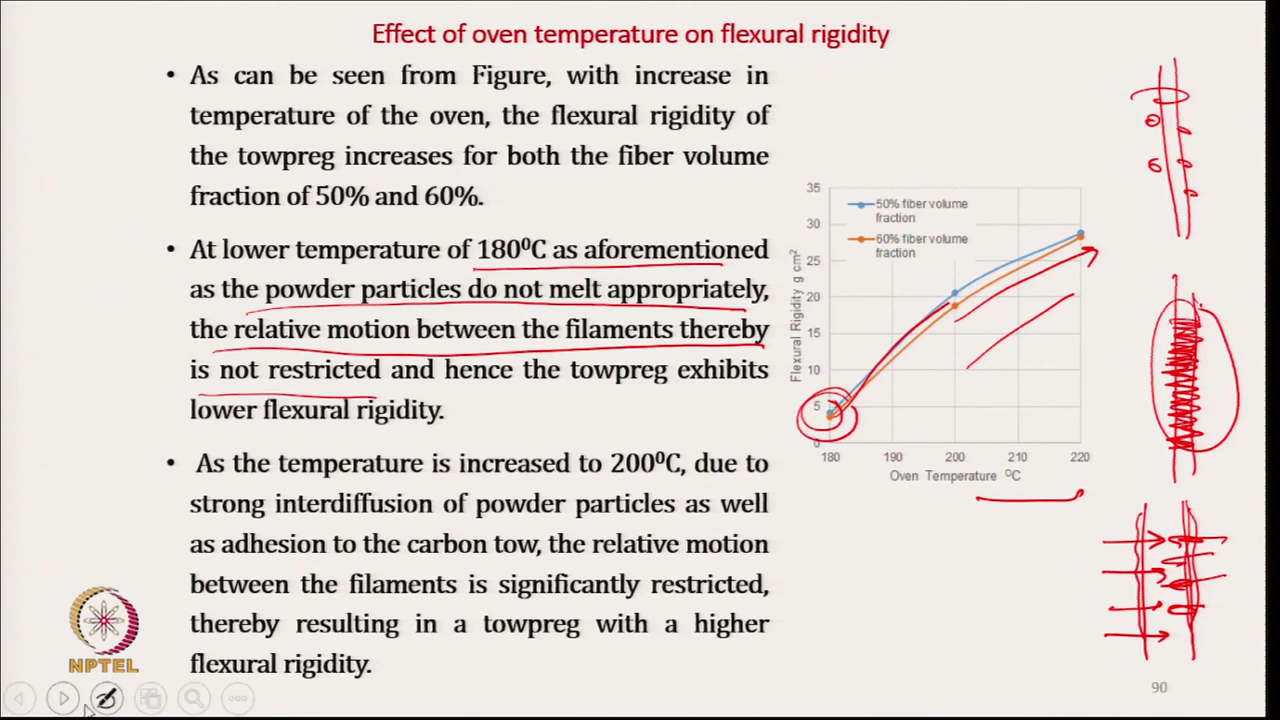 Effect of oven temperature on flexural rigidity
• As can be seen from Figure, with increase in
temperature of the oven, the flexural rigidity of
the towpreg increases for both the fiber volume
fraction of 50% and 60%.
• At lower temperature of 180⁰C as aforementioned
as the powder particles do not melt appropriately,
the relative motion between the filaments thereby
is not restricted and hence the towpreg exhibits
lower flexural rigidity.
• As the temperature is increased to 200⁰C, due to
strong interdiffusion of powder particles as well
as adhesion to the carbon tow, the relative motion
between the filaments is significantly restricted,
thereby resulting in a towpreg with a higher
flexural rigidity.
35
30
25
20
15
10
5
0
Flexural Rigidity g cm²
50% fiber volume
fraction
60% fiber volume
fraction
180 190 200 210 220
Oven Temperature ⁰C
NPTEL
90